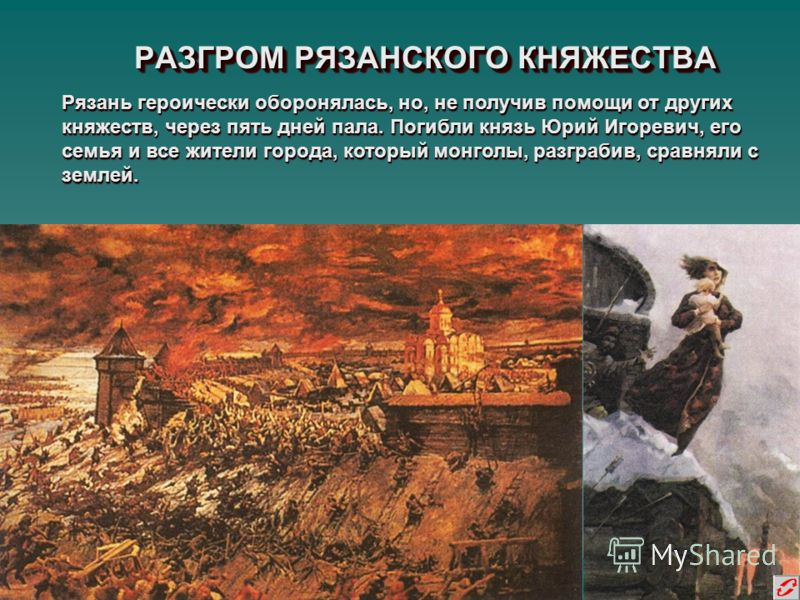 РАЗГРОМ РЯЗАНСКОГО КНЯЖЕСТВА
Рязань героически оборонялась, но, не получив помощи от других
княжеств, через пять дней пала. Погибли князь Юрий Игоревич, его
семья и все жители города, который монголы, разграбив, сравняли с
землей.
MyShared